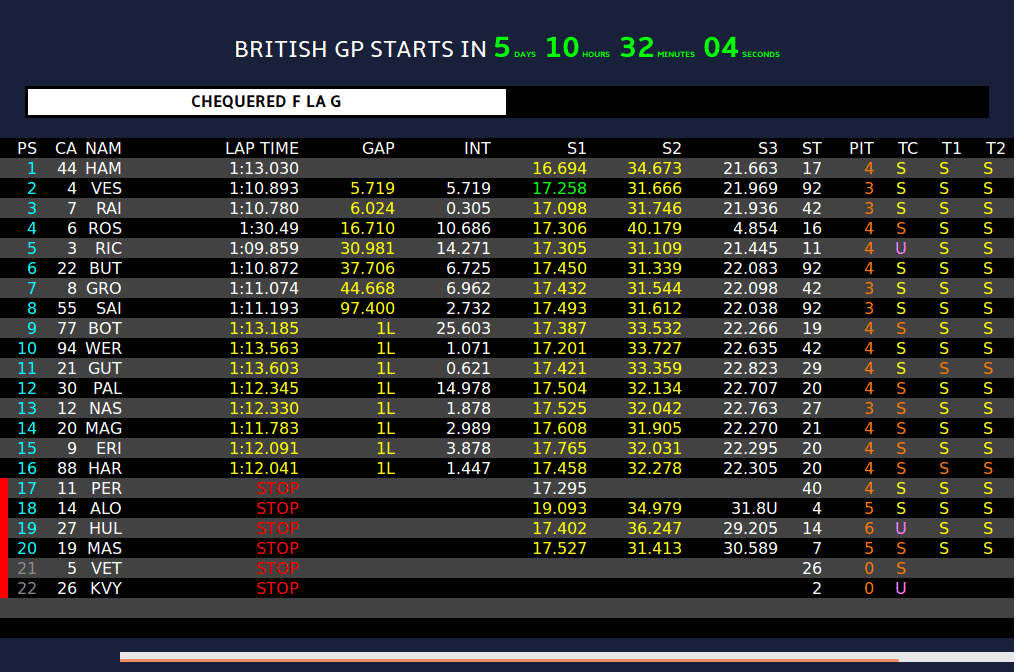 BRITISH GP STARTS IN 5 DAYS 10 HOURS 32 MINUTES 04 SECONDS
CHEQUERED F LA G
PS CA NAM LAP TIME GAP INT S1 S2 S3 ST PIT TC T1 T2
1 44 HAM 1:13.030 16.694 34.673 21.663 17 4 S S S
2 4 VES 1:10.893 5.719 5.719 17.258 31.666 21.969 92 3 S S S
3 7 RAI 1:10.780 6.024 0.305 17.098 31.746 21.936 42 3 S S S
4 6 ROS 1:30.49 16.710 10.686 17.306 40.179 4.854 16 4 S S S
5 3 RIC 1:09.859 30.981 14.271 17.305 31.109 21.445 11 4 U S S
6 22 BUT 1:10.872 37.706 6.725 17.450 31.339 22.083 92 4 S S S
7 8 GRO 1:11.074 44.668 6.962 17.432 31.544 22.098 42 3 S S S
8 55 SAI 1:11.193 97.400 2.732 17.493 31.612 22.038 92 3 S S S
9 77 BOT 1:13.185 1L 25.603 17.387 33.532 22.266 19 4 S S S
10 94 WER 1:13.563 1L 1.071 17.201 33.727 22.635 42 4 S S S
11 21 GUT 1:13.603 1L 0.621 17.421 33.359 22.823 29 4 S S S
12 30 PAL 1:12.345 1L 14.978 17.504 32.134 22.707 20 4 S S S
13 12 NAS 1:12.330 1L 1.878 17.525 32.042 22.763 27 3 S S S
14 20 MAG 1:11.783 1L 2.989 17.608 31.905 22.270 21 4 S S S
15 9 ERI 1:12.091 1L 3.878 17.765 32.031 22.295 20 4 S S S
16 88 HAR 1:12.041 1L 1.447 17.458 32.278 22.305 20 4 S S S
17 11 PER STOP 17.295 40 4 S S S
18 14 ALO STOP 19.093 34.979 31.8U 4 5 S S S
19 27 HUL STOP 17.402 36.247 29.205 14 6 U S S
20 19 MAS STOP 17.527 31.413 30.589 7 5 S S S
21 5 VET STOP 26 0 S
22 26 KVY STOP 2 0 U